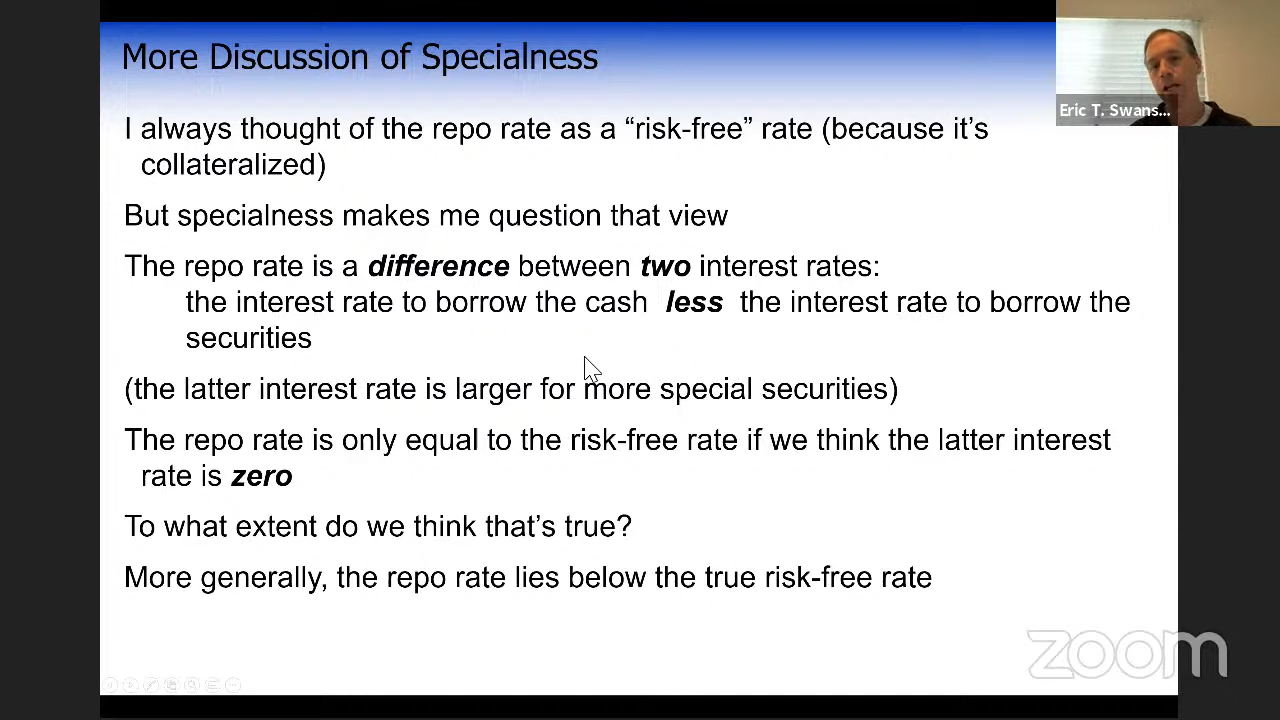 More Discussion of Specialness
Eric T. Swans...
I always thought of the repo rate as a “risk-free” rate (because it’s
collateralized)
But specialness makes me question that view
The repo rate is a difference between two interest rates:
the interest rate to borrow the cash less the interest rate to borrow the
securities
(the latter interest rate is larger for more special securities)
The repo rate is only equal to the risk-free rate if we think the latter interest
rate is zero
To what extent do we think that’s true?
More generally, the repo rate lies below the true risk-free rate
zoom